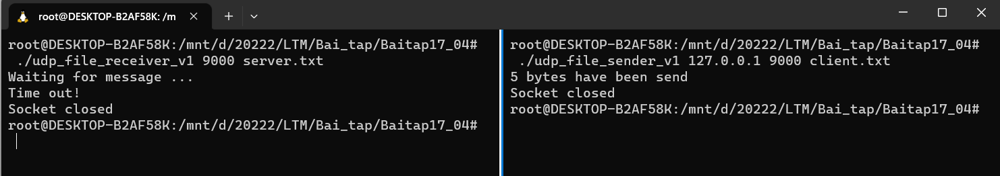 root@DESKTOP-B2AF58K: /m
root@DESKTOP-B2AF58K:/mnt/d/20222/LTM/Bai_tap/Baitap17_04#
./udp_file_receiver_v1 9000 server.txt
Waiting for message ...
Time out!
Socket closed
root@DESKTOP-B2AF58K:/mnt/d/20222/LTM/Bai_tap/Baitap17_04#
root@DESKTOP-B2AF58K:/mnt/d/20222/LTM/Bai_tap/Baitap17_04#
./udp_file_sender_v1 127.0.0.1 9000 client.txt
5 bytes have been send
Socket closed
root@DESKTOP-B2AF58K:/mnt/d/20222/LTM/Bai_tap/Baitap17_04#